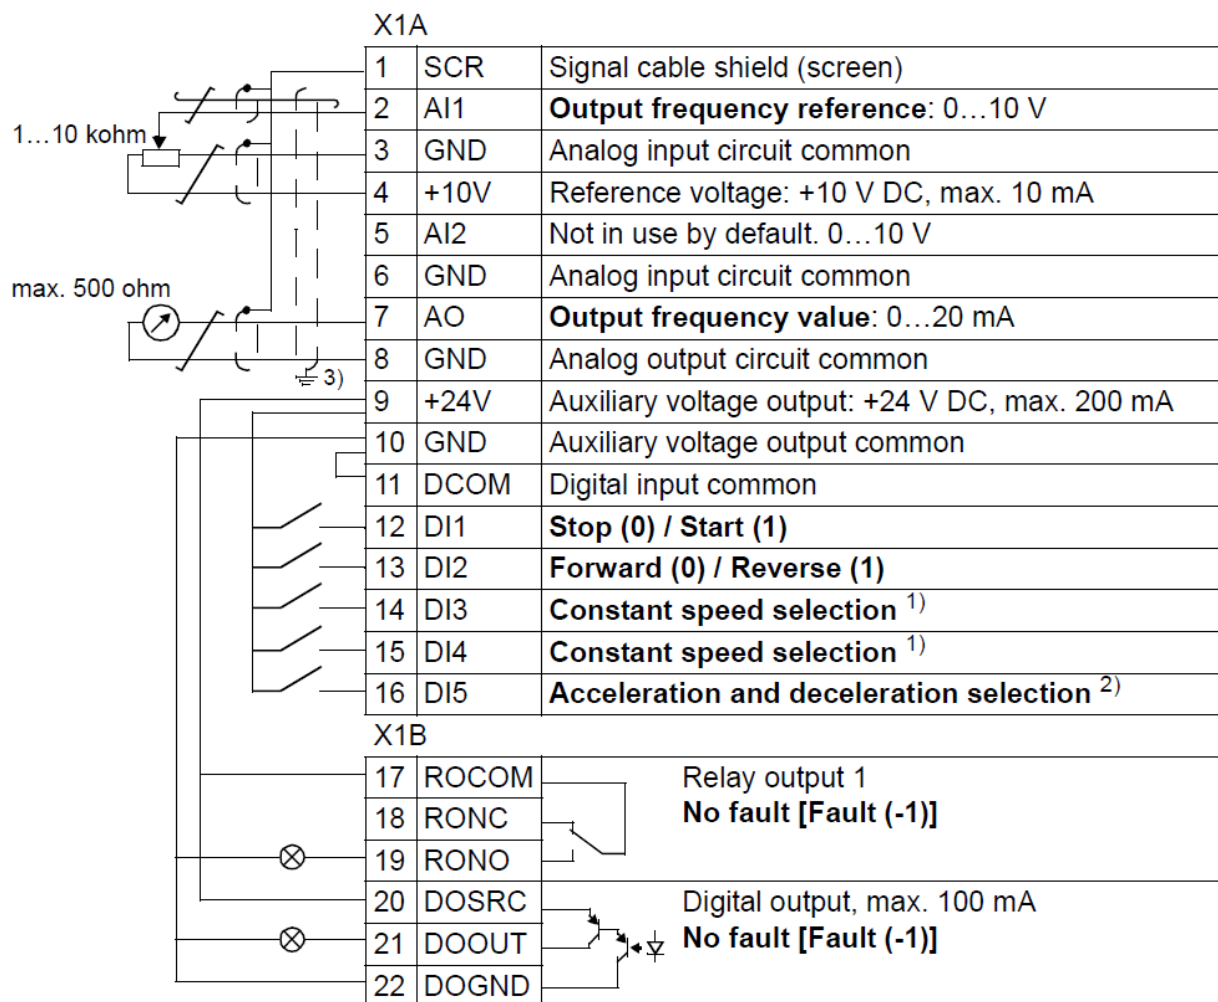 X1A
1 SCR Signal cable shield (screen)
2 AI1 Output frequency reference: 0…10 V
1…10 kohm
3 GND Analog input circuit common
4 +10V Reference voltage: +10 V DC, max. 10 mA
5 AI2 Not in use by default. 0…10 V
6 GND Analog input circuit common
max. 500 ohm
7 AO Output frequency value: 0…20 mA
8 GND Analog output circuit common
3)
9 +24V Auxiliary voltage output: +24 V DC, max. 200 mA
10 GND Auxiliary voltage output common
11 DCOM Digital input common
12 DI1 Stop (0) / Start (1)
13 DI2 Forward (0) / Reverse (1)
14 DI3 Constant speed selection 1)
15 DI4 Constant speed selection 1)
16 DI5 Acceleration and deceleration selection 2)
X1B
17 ROCOM Relay output 1
18 RONC No fault [Fault (-1)]
19 RONO
20 DOSRC Digital output, max. 100 mA
21 DOOUT No fault [Fault (-1)]
22 DOGND